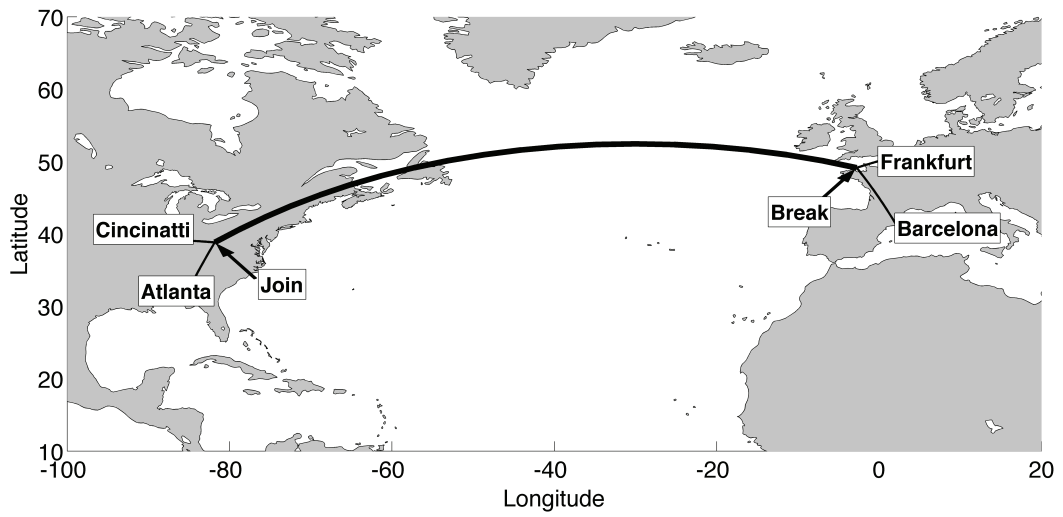 70
60
50
40
30
20
10
Latitude
Cincinatti
Atlanta
Join
Break
Frankfurt
Barcelona
-100 -80 -60 -40 -20 0 20
Longitude